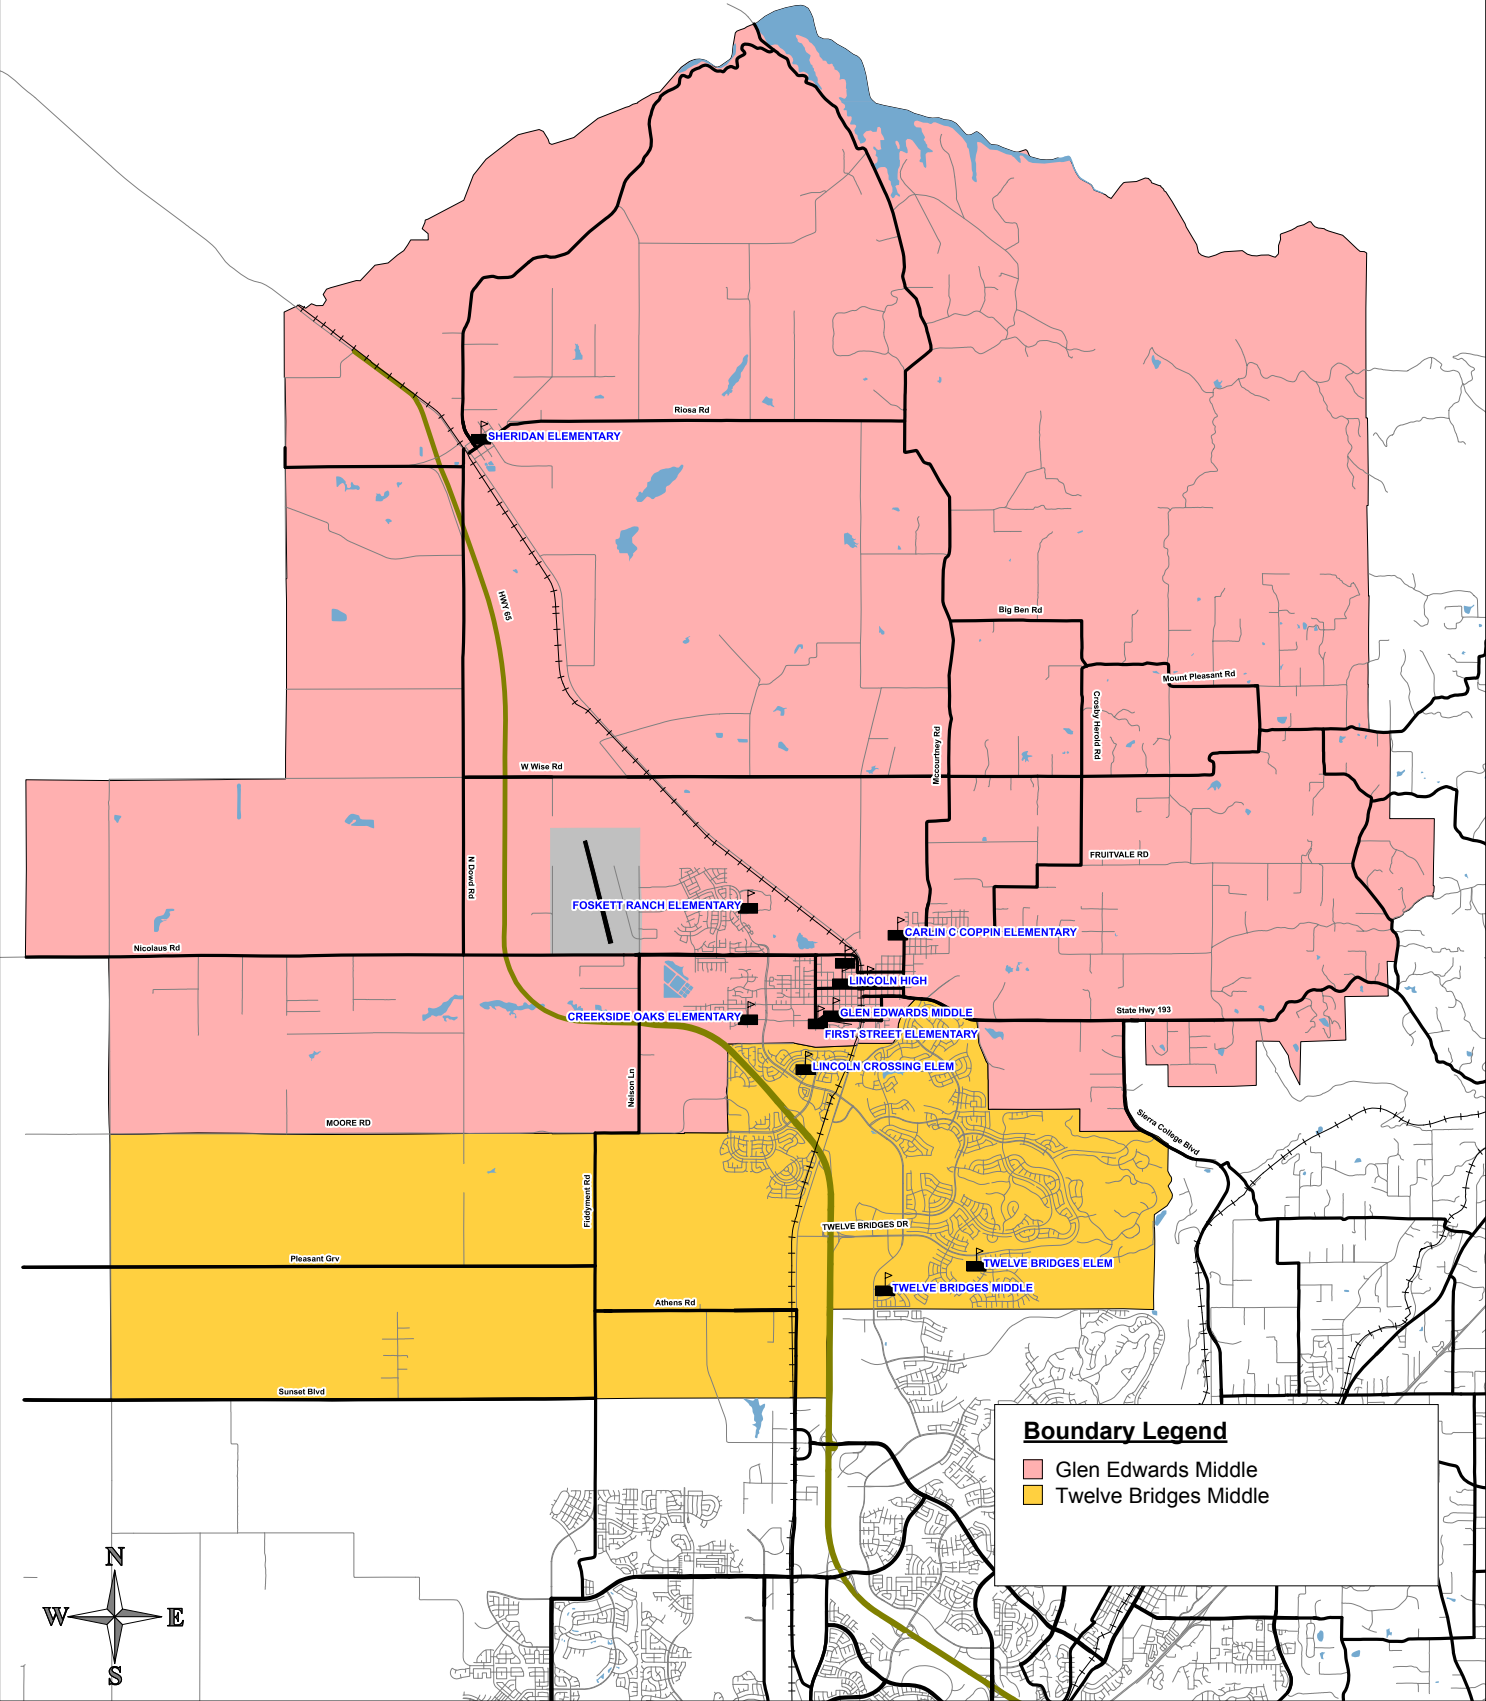 Riosa Rd
SHERIDAN ELEMENTARY
HWY 65
Big Ben Rd
Mount Pleasant Rd
Crosby Herold Rd
Mccourtney Rd
W Wise Rd
N Dowd Rd
FRUITVALE RD
FOSKETT RANCH ELEMENTARY
CARLIN C COPPIN ELEMENTARY
Nicolaus Rd
LINCOLN HIGH
CREEKSIDE OAKS ELEMENTARY
GLEN EDWARDS MIDDLE
State Hwy 193
FIRST STREET ELEMENTARY
LINCOLN CROSSING ELEM
Nelson Ln
MOORE RD
Sierra College Blvd
Fiddyment Rd
TWELVE BRIDGES DR
Pleasant Grv
TWELVE BRIDGES ELEM
TWELVE BRIDGES MIDDLE
Athens Rd
Sunset Blvd
Boundary Legend
Glen Edwards Middle
Twelve Bridges Middle
N
W
E
S